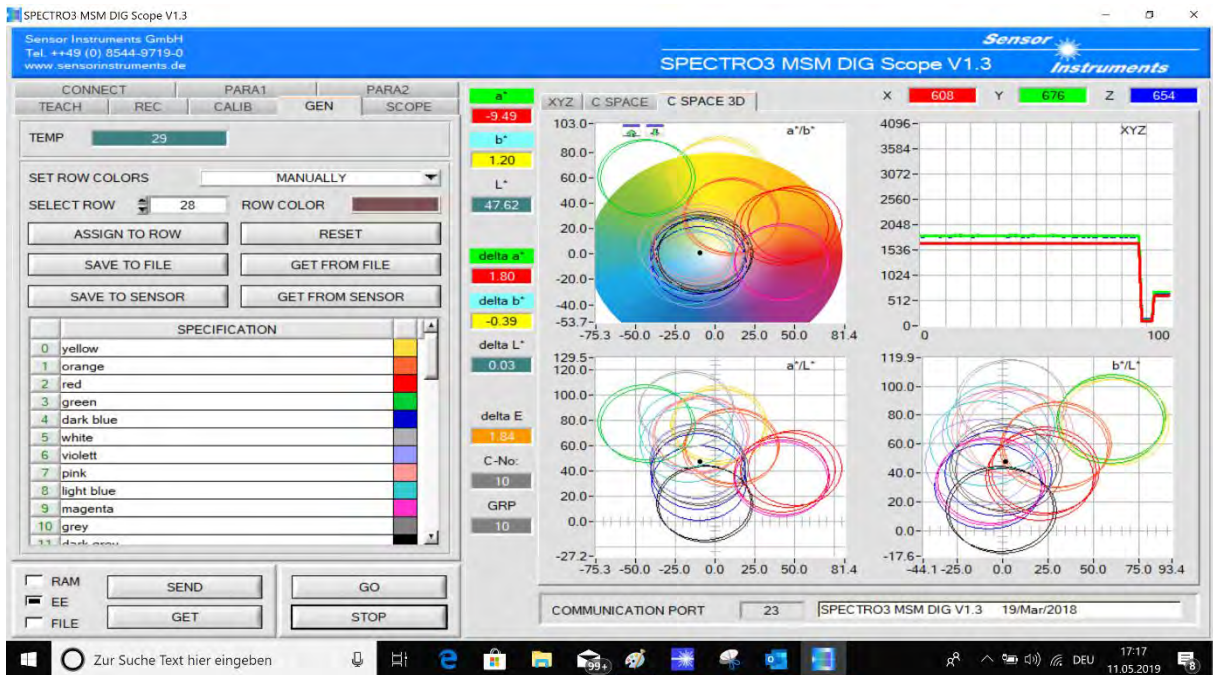 SPECTRO3 MSM DIG Scope V1.3
Sensor Instruments GmbH
Tel. ++49 (0) 8544-9719-0
www.sensorinstruments.de
Sensor
Instruments
SPECTRO3 MSM DIG Scope V1.3
CONNECT PARA1 PARA2
TEACH REC CALIB GEN SCOPE
TEMP 29
SET ROW COLORS MANUALLY
SELECT ROW 28 ROW COLOR
ASSIGN TO ROW RESET
SAVE TO FILE GET FROM FILE
SAVE TO SENSOR GET FROM SENSOR
SPECIFICATION
0 yellow
1 orange
2 red
3 green
4 dark blue
5 white
6 violett
7 pink
8 light blue
9 magenta
10 grey
11 dark grey
RAM
EE
FILE
SEND GO
GET STOP
a*
-9.49
b*
1.20
L*
47.62
delta a*
1.80
delta b*
-0.39
delta L*
0.03
delta E
1.84
C-No:
10
GRP
10
XYZ C SPACE C SPACE 3D
X 608 Y 676 Z 654
a*/b*
103.0-
80.0-
60.0-
40.0-
20.0-
0.0-
-20.0-
-40.0-
-53.7-
-75.3 -50.0 -25.0 0.0 25.0 50.0 81.4
XYZ
4096-
3584-
3072-
2560-
2048-
1536-
1024-
512-
0-
0 100
a*/L*
129.5-
120.0-
100.0-
80.0-
60.0-
40.0-
20.0-
0.0-
-27.2-
-75.3 -50.0 -25.0 0.0 25.0 50.0 81.4
b*/L*
119.9-
100.0-
80.0-
60.0-
40.0-
20.0-
0.0-
-17.6-
-44.1 -25.0 0.0 25.0 50.0 75.0 93.4
COMMUNICATION PORT 23 SPECTRO3 MSM DIG V1.3 19/Mar/2018
Zur Suche Text hier eingeben
99+
DEU
17:17
11.05.2019
8